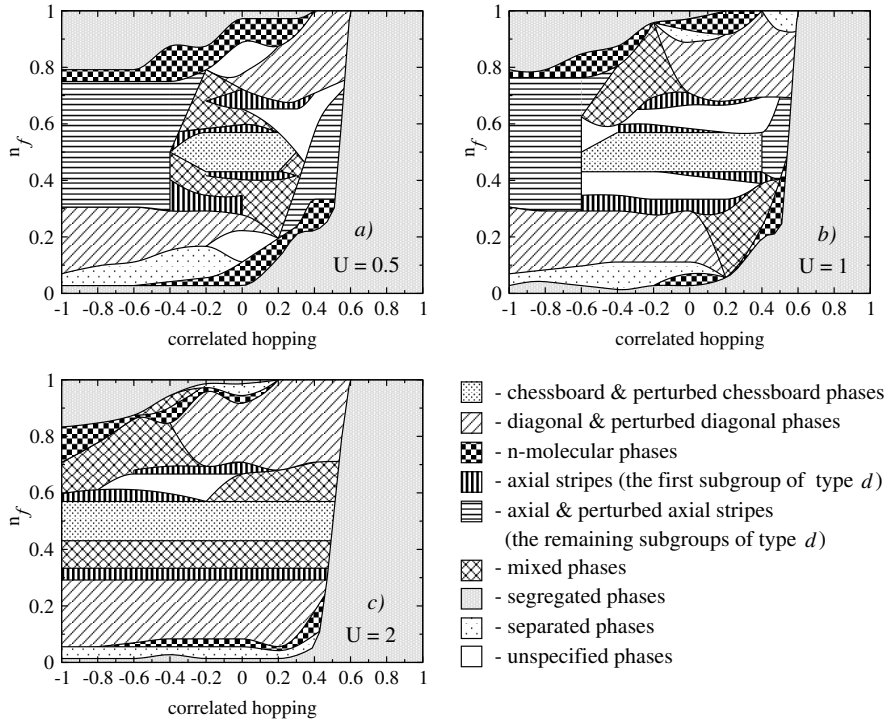 1
0.8
0.6
0.4
0.2
0
n_f
-1 -0.8 -0.6 -0.4 -0.2 0 0.2 0.4 0.6 0.8 1
correlated hopping
a)
U = 0.5
1
0.8
0.6
0.4
0.2
0
n_f
-1 -0.8 -0.6 -0.4 -0.2 0 0.2 0.4 0.6 0.8 1
correlated hopping
b)
U = 1
1
0.8
0.6
0.4
0.2
0
n_f
-1 -0.8 -0.6 -0.4 -0.2 0 0.2 0.4 0.6 0.8 1
correlated hopping
c)
U = 2
- chessboard & perturbed chessboard phases
- diagonal & perturbed diagonal phases
- n-molecular phases
- axial stripes (the first subgroup of type d)
- axial & perturbed axial stripes
(the remaining subgroups of type d)
- mixed phases
- segregated phases
- separated phases
- unspecified phases